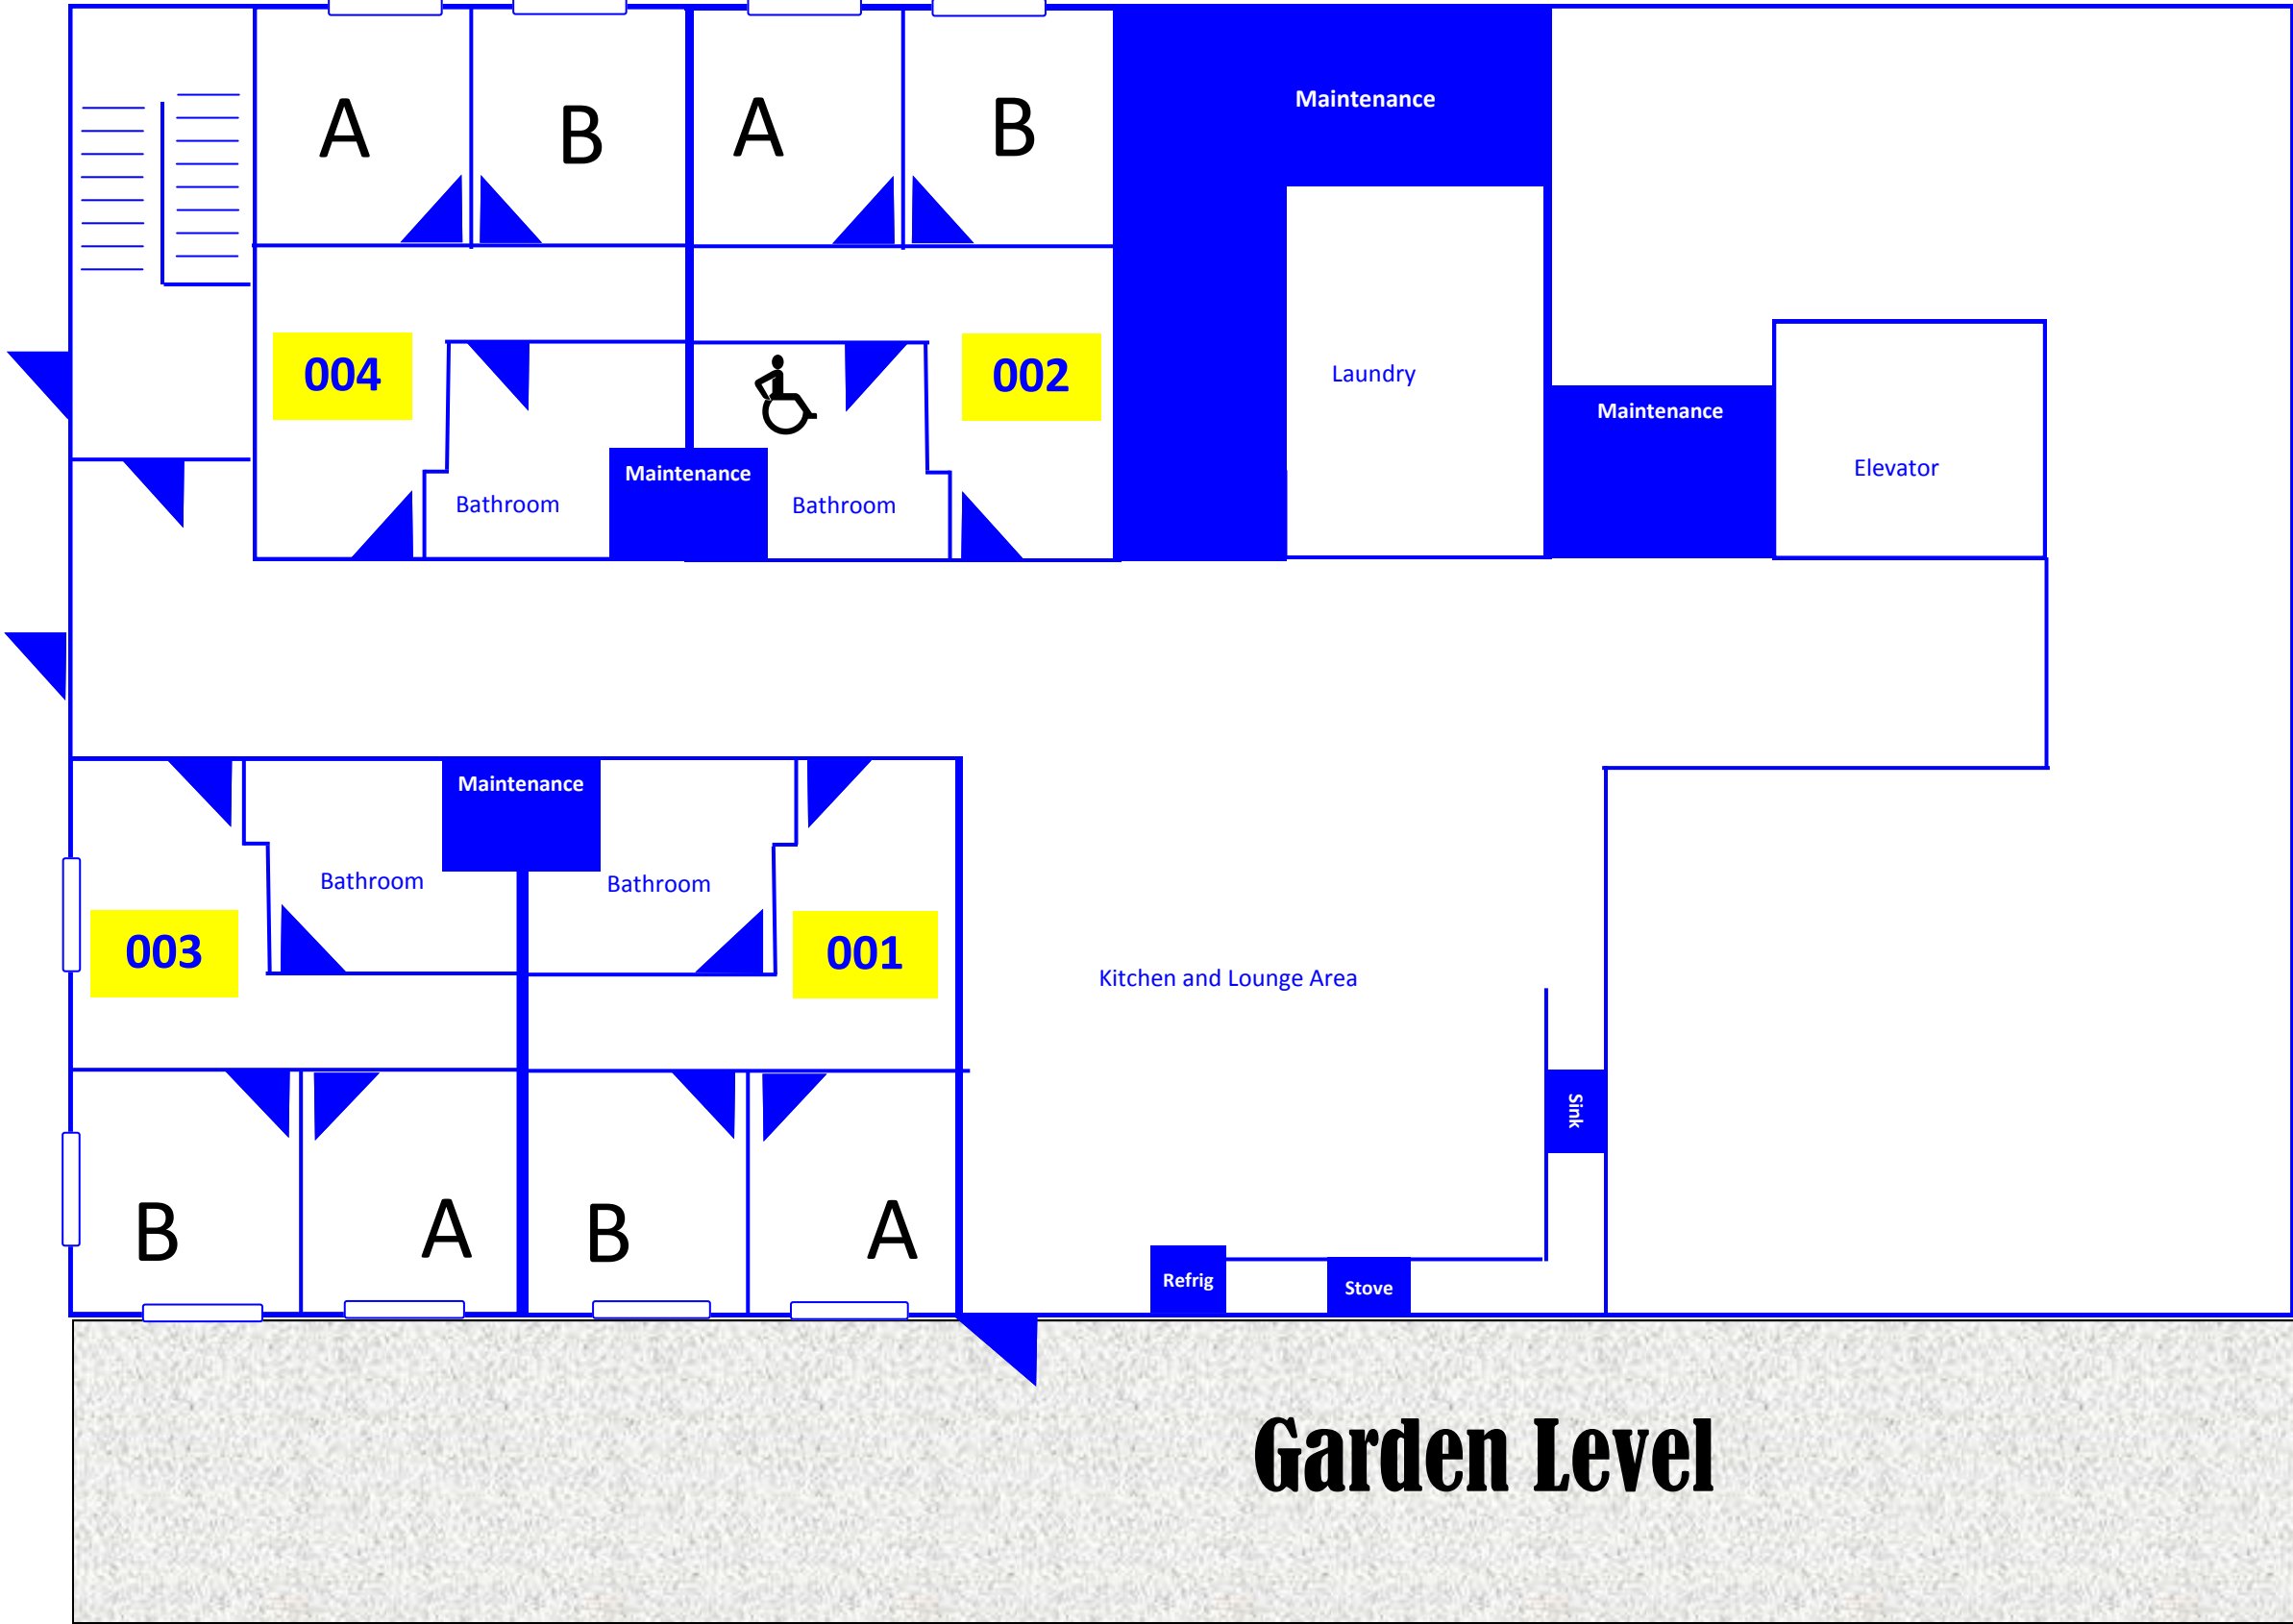 Maintenance
A
B
A
B
004
002
Laundry
Maintenance
Elevator
Maintenance
Bathroom
Bathroom
Maintenance
Bathroom
Bathroom
003
001
Kitchen and Lounge Area
Sink
B
A
B
A
Refrig
Stove
Garden Level